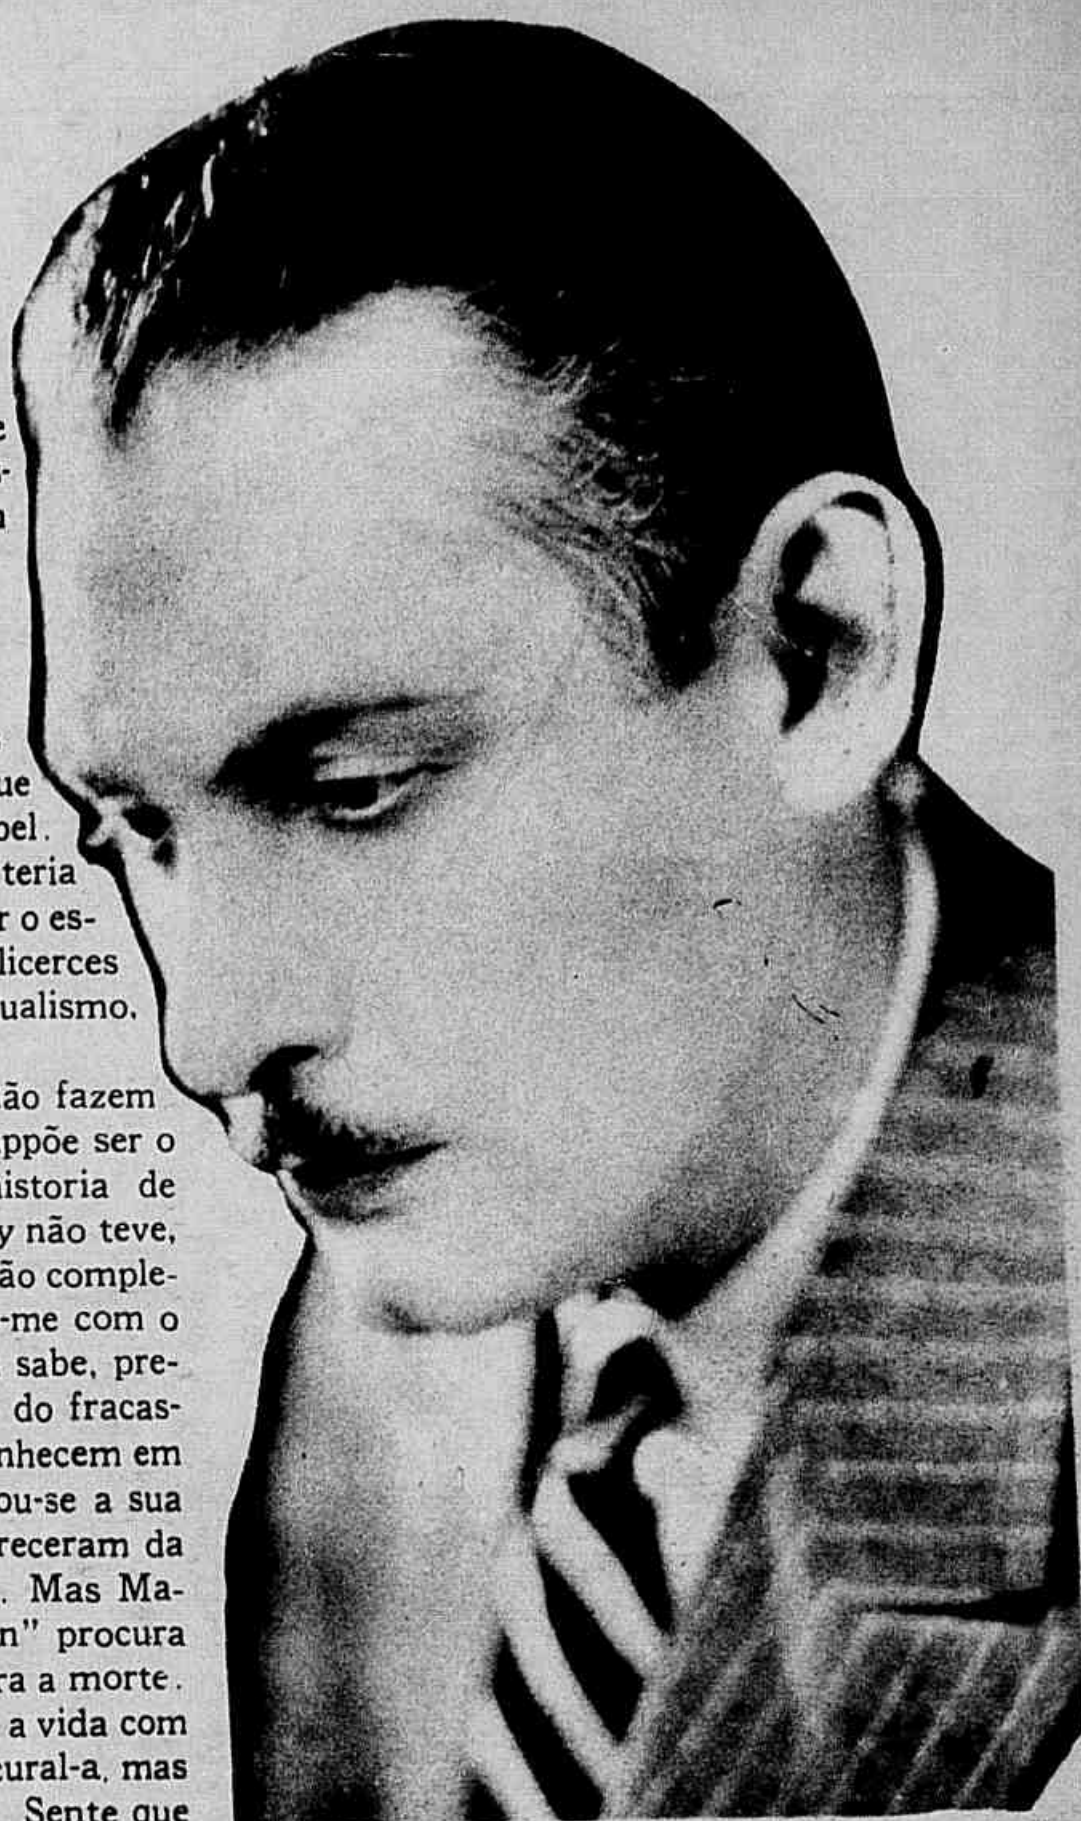 e
-
n
ue
pel.
teria
r o es-
licerces
ualismo.
ão fazem
ppõe ser o
istoria de
y não teve,
ão comple-
-me com o
sabe, pre-
do fracas-
nhecem em
ou-se a sua
receram da
. Mas Ma-
n" procura
ra a morte.
a vida com
ural-a, mas
Sente que